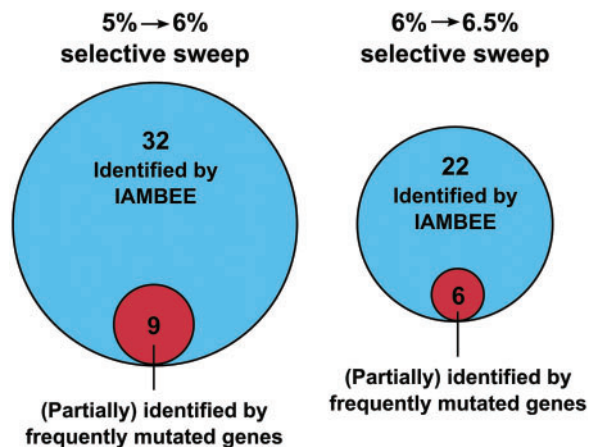 5% → 6%
selective sweep
32
Identified by
IAMBEE
9
(Partially) identified by
frequently mutated genes
6% → 6.5%
selective sweep
22
Identified by
IAMBEE
6
(Partially) identified by
frequently mutated genes